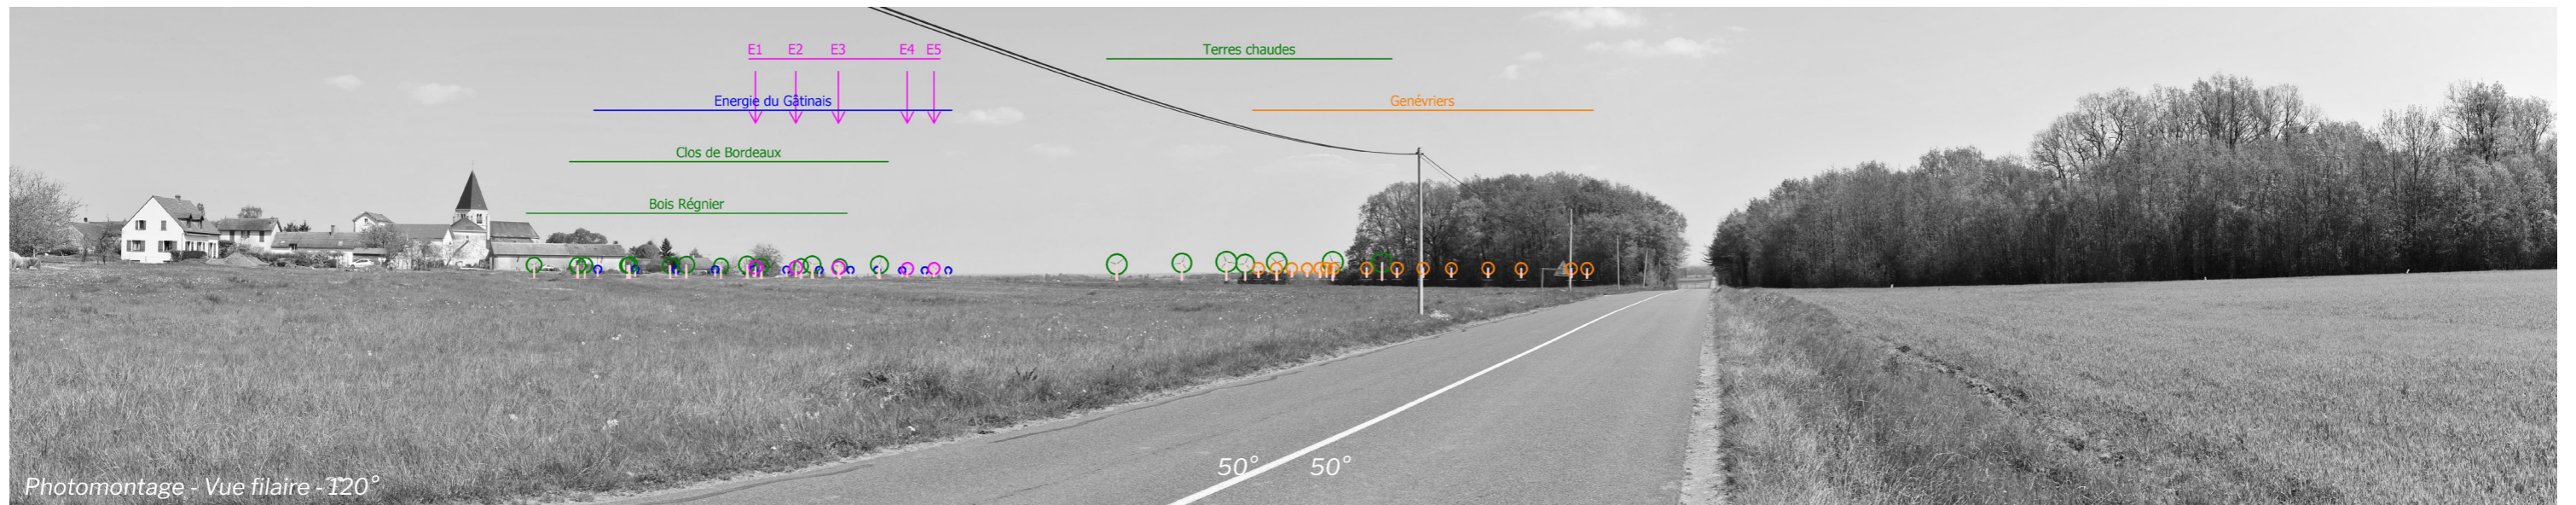 E1 E2 E3 E4 E5
Terres chaudes
Energie du Gâtinais
Genévriers
Clos de Bordeaux
Bois Régnier
50° 50°
Photomontage - Vue filaire - 120°